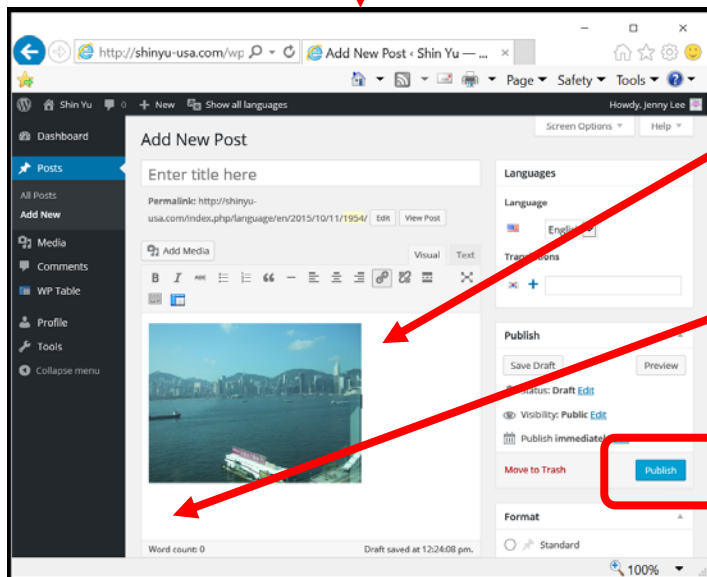 http://shinyu-usa.com/wp
Add New Post ‹ Shin Yu — ...
Page Safety Tools
Shin Yu 0 + New Show all languages Howdy, Jenny Lee
Screen Options Help
Dashboard
Posts
All Posts
Add New
Media
Comments
WP Table
Profile
Tools
Collapse menu
Add New Post
Enter title here
Permalink: http://shinyu-
usa.com/index.php/language/en/2015/10/11/1954/ Edit View Post
Add Media
Visual Text
B I ABC
Word count: 0 Draft saved at 12:24:08 pm.
Languages
Language
English
Translations
Publish
Save Draft Preview
Status: Draft Edit
Visibility: Public Edit
Publish immediately
Move to Trash Publish
Format
Standard
100%